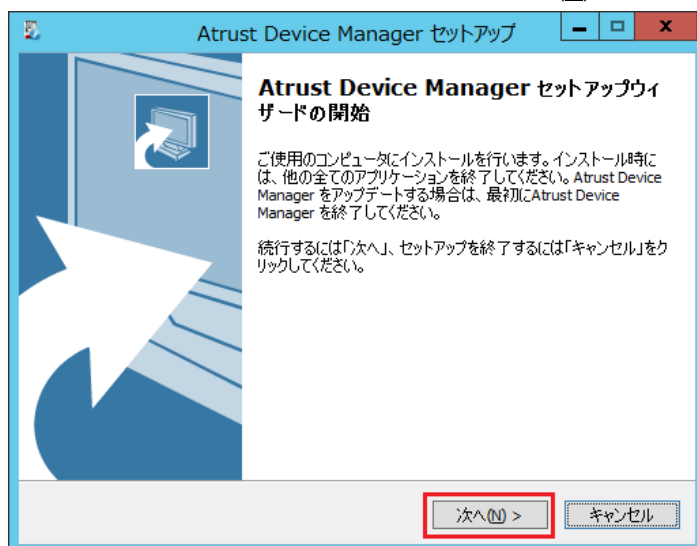 Atrust Device Manager セットアップ
Atrust Device Manager セットアップウィ
ザードの開始
ご使用のコンピュータにインストールを行います。インストール時に
は、他の全てのアプリケーションを終了してください。Atrust Device
Manager をアップデートする場合は、最初にAtrust Device
Manager を終了してください。
続行するには「次へ」、セットアップを終了するには「キャンセル」をク
リックしてください。
次へ(N) >
キャンセル